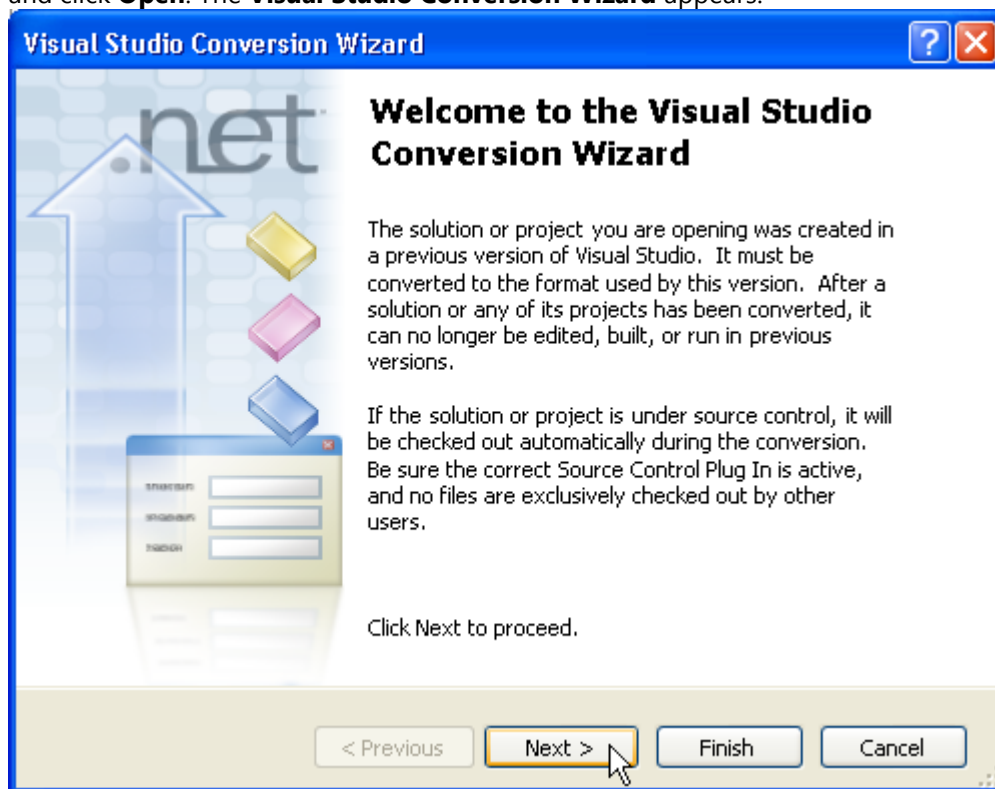 and click Open. The Visual Studio Conversion Wizard appears.
Visual Studio Conversion Wizard
.net
Welcome to the Visual Studio
Conversion Wizard
The solution or project you are opening was created in
a previous version of Visual Studio. It must be
converted to the format used by this version. After a
solution or any of its projects has been converted, it
can no longer be edited, built, or run in previous
versions.
If the solution or project is under source control, it will
be checked out automatically during the conversion.
Be sure the correct Source Control Plug In is active,
and no files are exclusively checked out by other
users.
Click Next to proceed.
< Previous Next > Finish Cancel